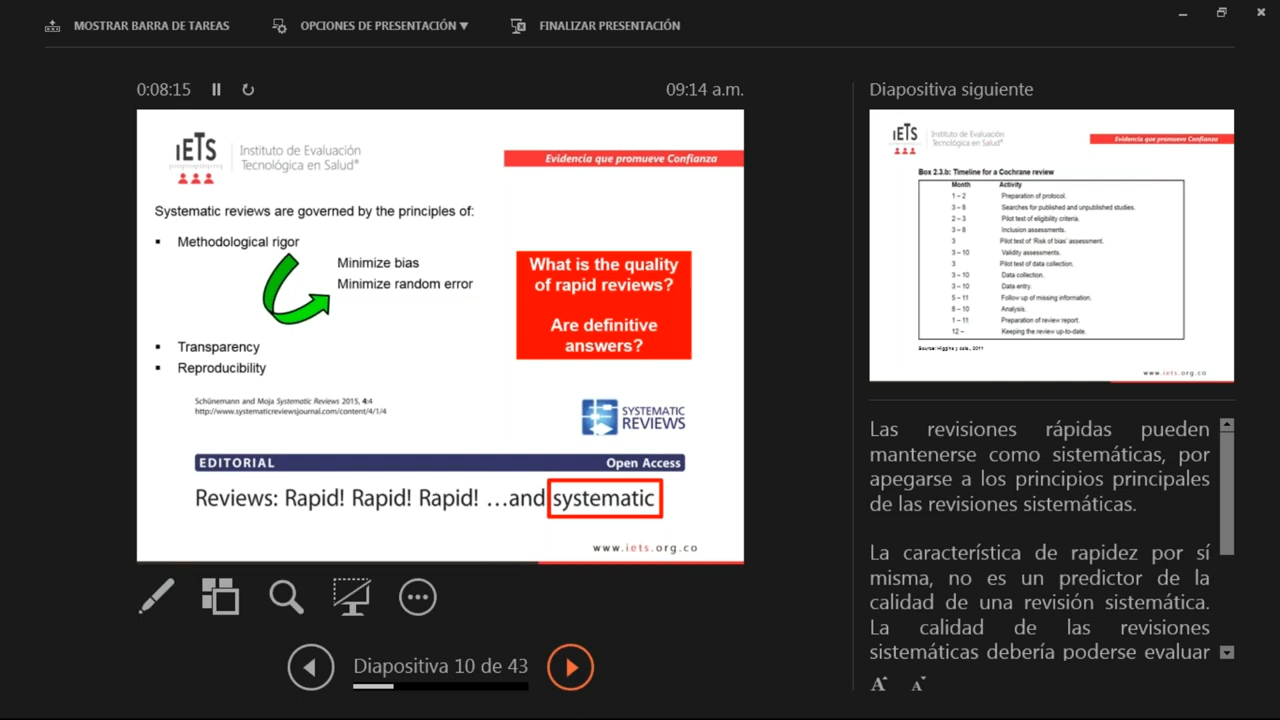 MOSTRAR BARRA DE TAREAS
OPCIONES DE PRESENTACIÓN ▼
FINALIZAR PRESENTACIÓN
0:08:15
09:14 a.m.
IETS
Instituto de Evaluación
Tecnológica en Salud®
Evidencia que promueve Confianza
Systematic reviews are governed by the principles of:
▪ Methodological rigor
Minimize bias
Minimize random error
▪ Transparency
▪ Reproducibility
What is the quality
of rapid reviews?
Are definitive
answers?
Schünemann and Moja Systematic Reviews 2015, 4:4
http://www.systematicreviewsjournal.com/content/4/1/4
SYSTEMATIC
REVIEWS
EDITORIAL
Open Access
Reviews: Rapid! Rapid! Rapid! …and systematic
www.iets.org.co
Diapositiva 10 de 43
Diapositiva siguiente
IETS
Instituto de Evaluación
Tecnológica en Salud®
Evidencia que promueve Confianza
Box 2.3.b: Timeline for a Cochrane review
Month Activity
1 – 2 Preparation of protocol.
3 – 8 Searches for published and unpublished studies.
2 – 3 Pilot test of eligibility criteria.
3 – 8 Inclusion assessments.
3 Pilot test of 'Risk of bias' assessment.
3 – 10 Validity assessments.
3 Pilot test of data collection.
3 – 10 Data collection.
3 – 10 Data entry.
5 – 11 Follow up of missing information.
8 – 10 Analysis.
1 – 11 Preparation of review report.
12 – Keeping the review up-to-date.
Source: Higgins y cols., 2011
www.iets.org.co
Las revisiones rápidas pueden
mantenerse como sistemáticas, por
apegarse a los principios principales
de las revisiones sistemáticas.
La característica de rapidez por sí
misma, no es un predictor de la
calidad de una revisión sistemática.
La calidad de las revisiones
sistemáticas debería poderse evaluar
A A